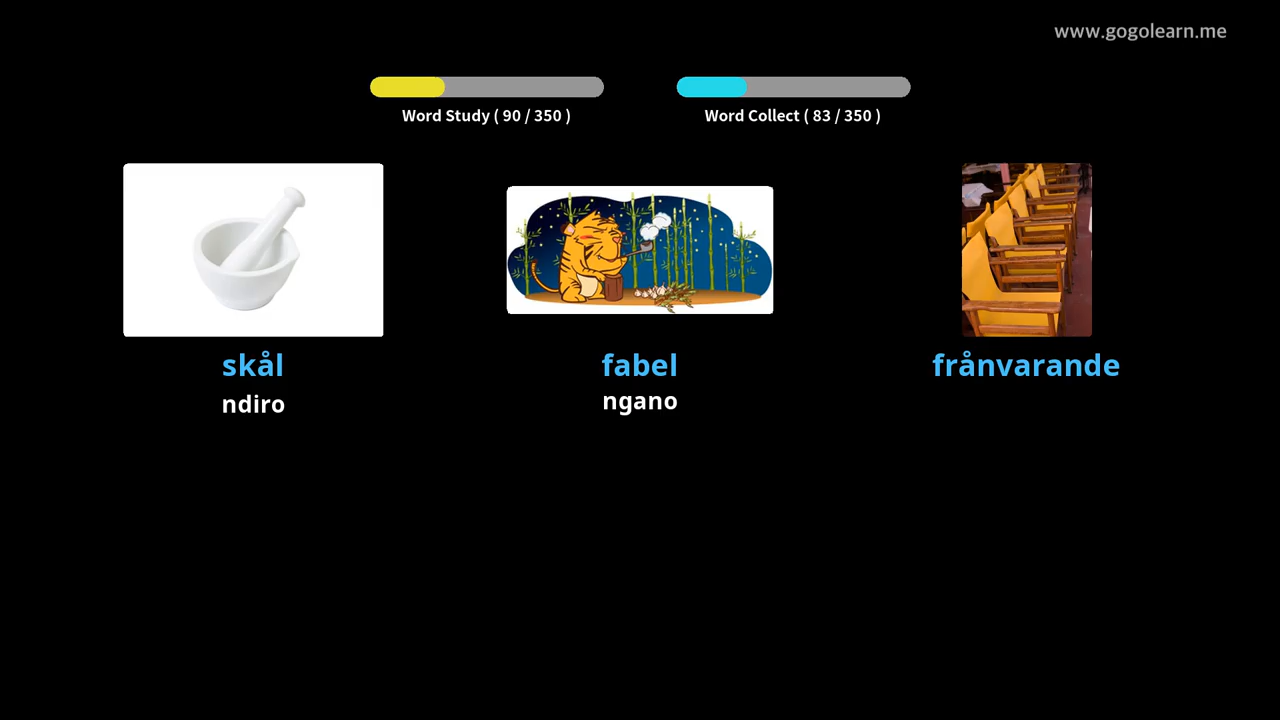 www.gogolearn.me
Word Study ( 90 / 350 )
Word Collect ( 83 / 350 )
skål
fabel
frånvarande
ndiro
ngano